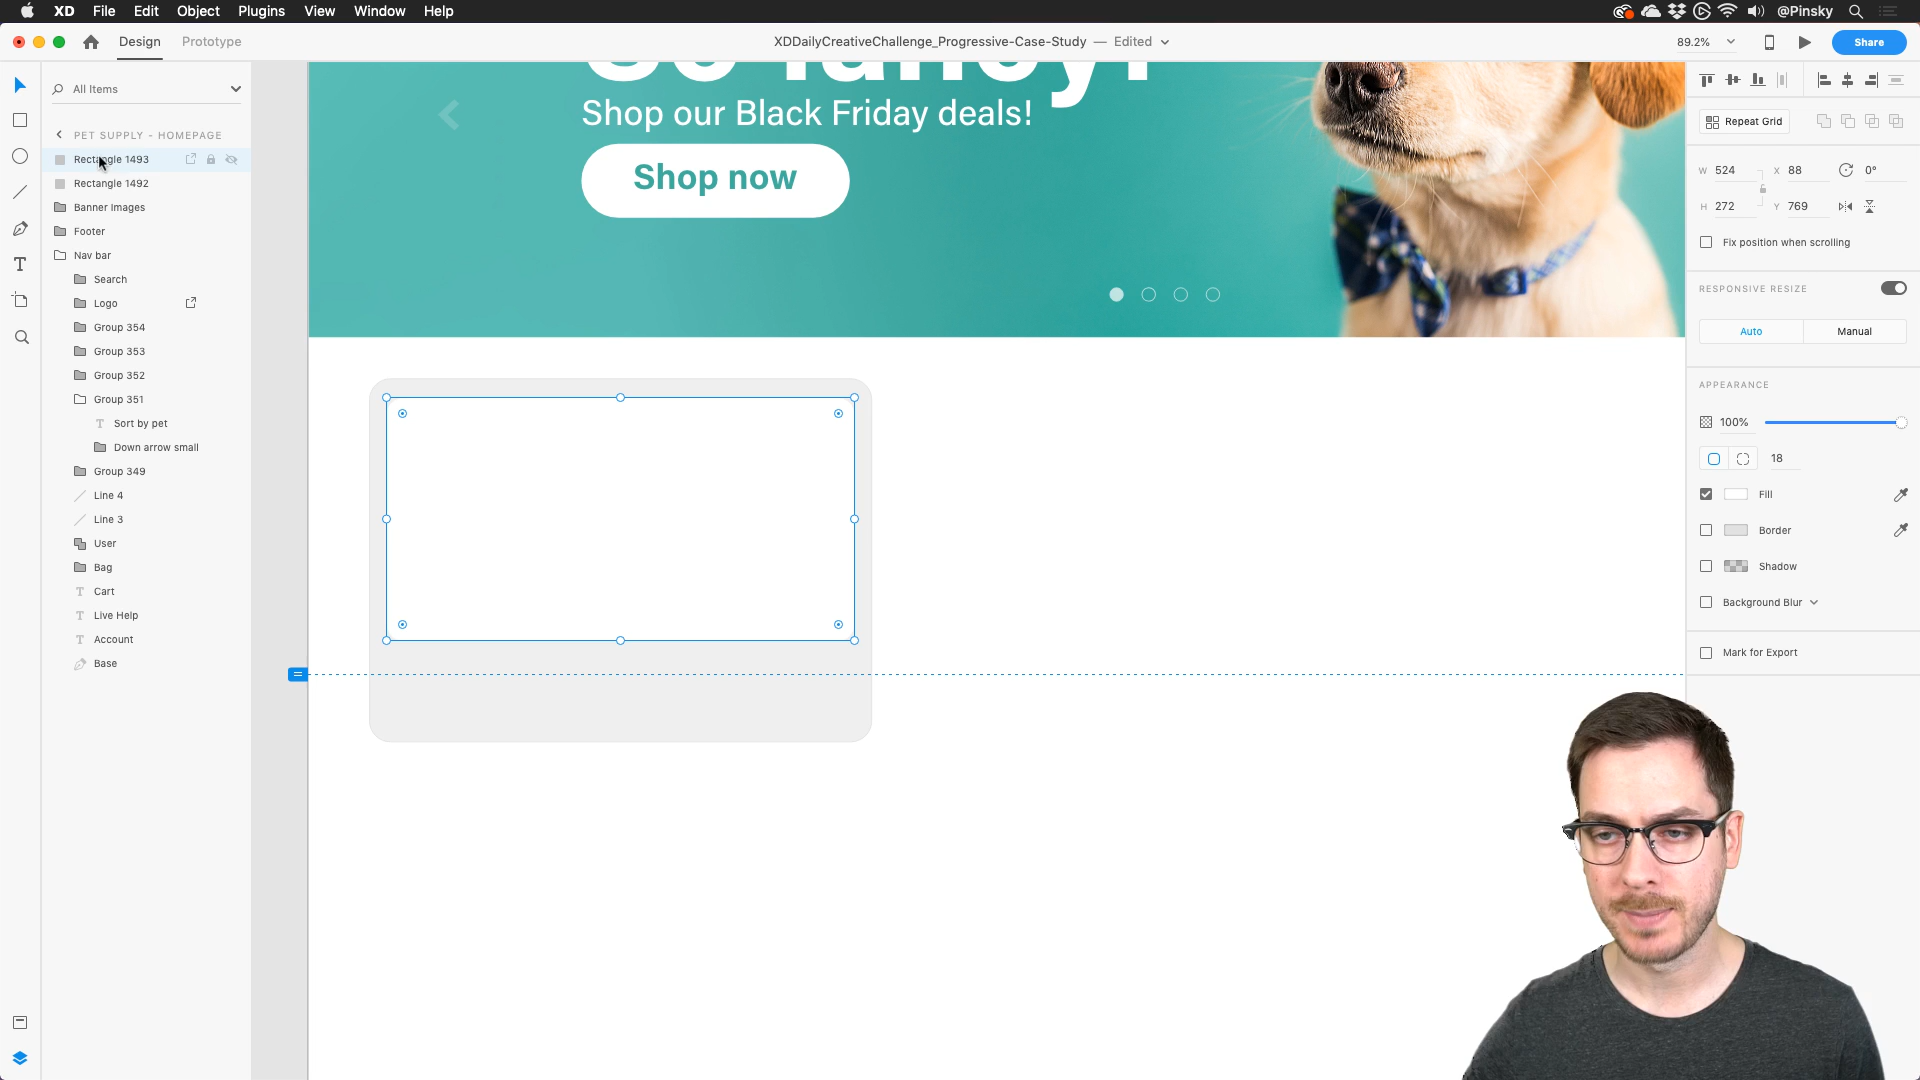 XD File Edit Object Plugins View Window Help @Pinsky
Design Prototype XDDailyCreativeChallenge_Progressive-Case-Study — Edited 89.2% Share
All Items
PET SUPPLY - HOMEPAGE
Rectangle 1493
Rectangle 1492
Banner Images
Footer
Nav bar
Search
Logo
Group 354
Group 353
Group 352
Group 351
Sort by pet
Down arrow small
Group 349
Line 4
Line 3
User
Bag
Cart
Live Help
Account
Base
So fancy!
Shop our Black Friday deals!
Shop now
Repeat Grid
W 524 X 88 0°
H 272 Y 769
Fix position when scrolling
RESPONSIVE RESIZE
Auto Manual
APPEARANCE
100%
18
Fill
Border
Shadow
Background Blur
Mark for Export